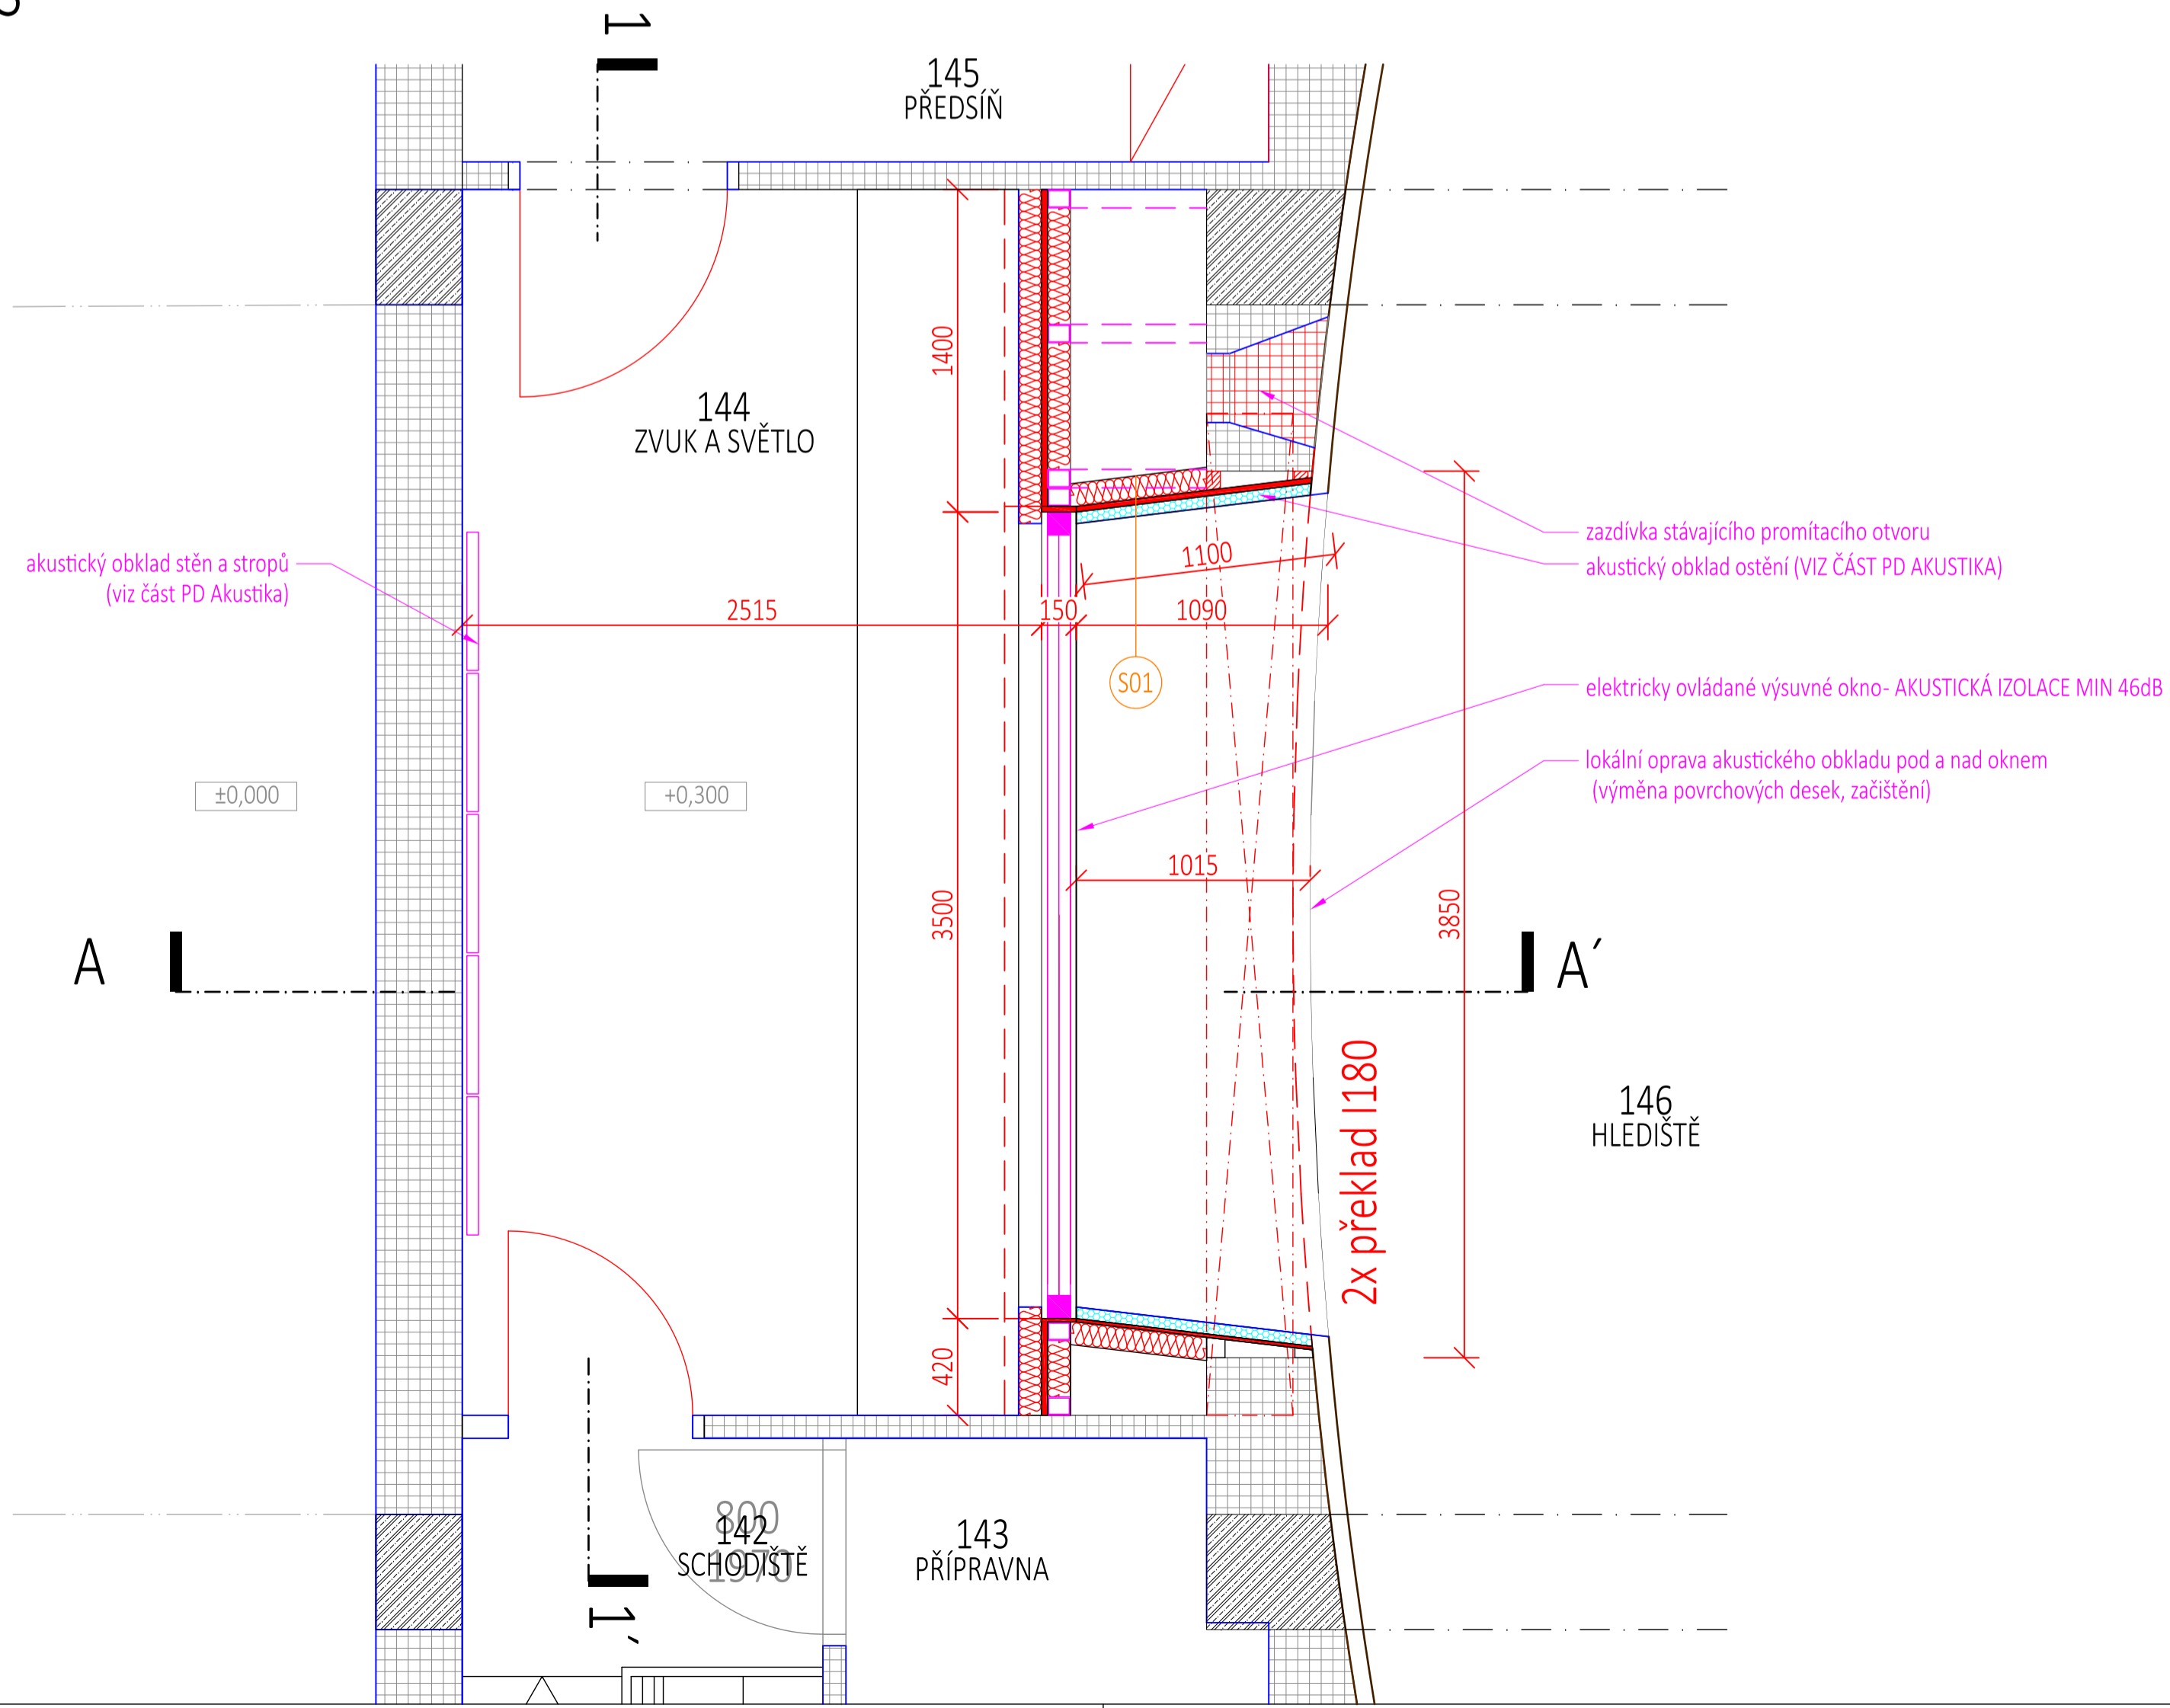 1
145
PŘEDSÍŇ
1400
144
ZVUK A SVĚTLO
akustický obklad stěn a stropů
(viz část PD Akustika)
zazdívka stávajícího promítacího otvoru
akustický obklad ostění (VIZ ČÁST PD AKUSTIKA)
1100
2515
150
1090
S01
elektricky ovládané výsuvné okno- AKUSTICKÁ IZOLACE MIN 46dB
lokální oprava akustického obkladu pod a nad oknem
(výměna povrchových desek, začištění)
±0,000
+0,300
1015
3500
3850
A
A´
2x překlad I180
146
HLEDIŠTĚ
420
800
1970
142
SCHODIŠTĚ
143
PŘÍPRAVNA
1´